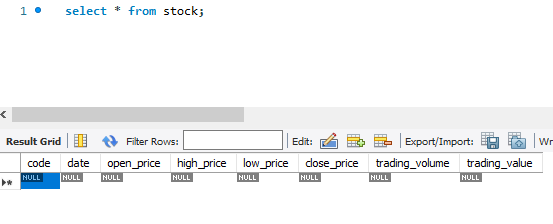 1 select * from stock;
Result Grid Filter Rows: Edit: Export/Import: Wr
code date open_price high_price low_price close_price trading_volume trading_value
NULL NULL NULL NULL NULL NULL NULL NULL